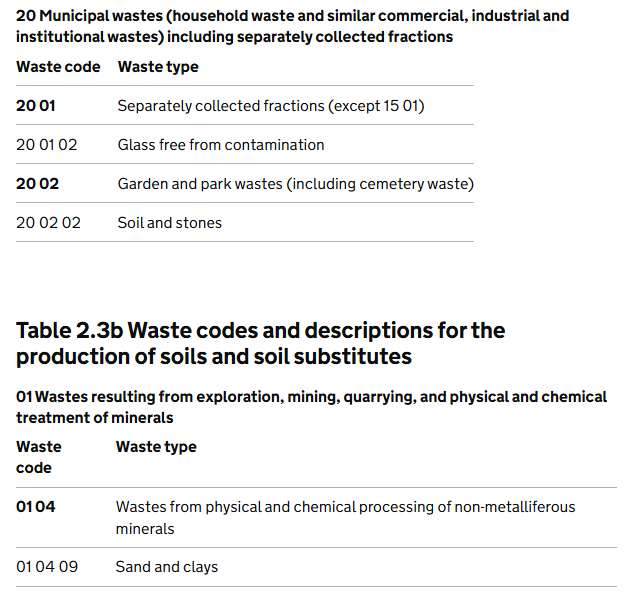 20 Municipal wastes (household waste and similar commercial, industrial and
institutional wastes) including separately collected fractions
Waste code Waste type
20 01 Separately collected fractions (except 15 01)
20 01 02 Glass free from contamination
20 02 Garden and park wastes (including cemetery waste)
20 02 02 Soil and stones
Table 2.3b Waste codes and descriptions for the
production of soils and soil substitutes
01 Wastes resulting from exploration, mining, quarrying, and physical and chemical
treatment of minerals
Waste code Waste type
01 04 Wastes from physical and chemical processing of non-metalliferous
minerals
01 04 09 Sand and clays